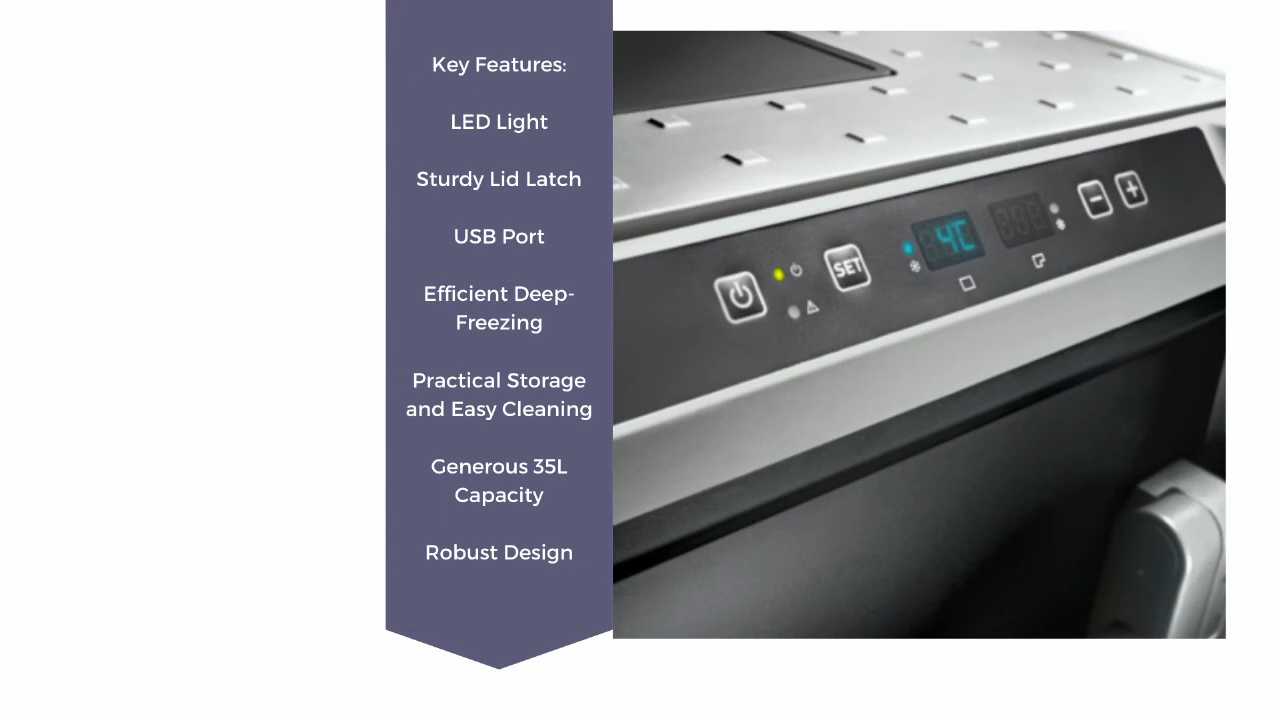 Key Features:
LED Light
Sturdy Lid Latch
USB Port
Efficient Deep-
Freezing
Practical Storage
and Easy Cleaning
Generous 35L
Capacity
Robust Design
SET
4C